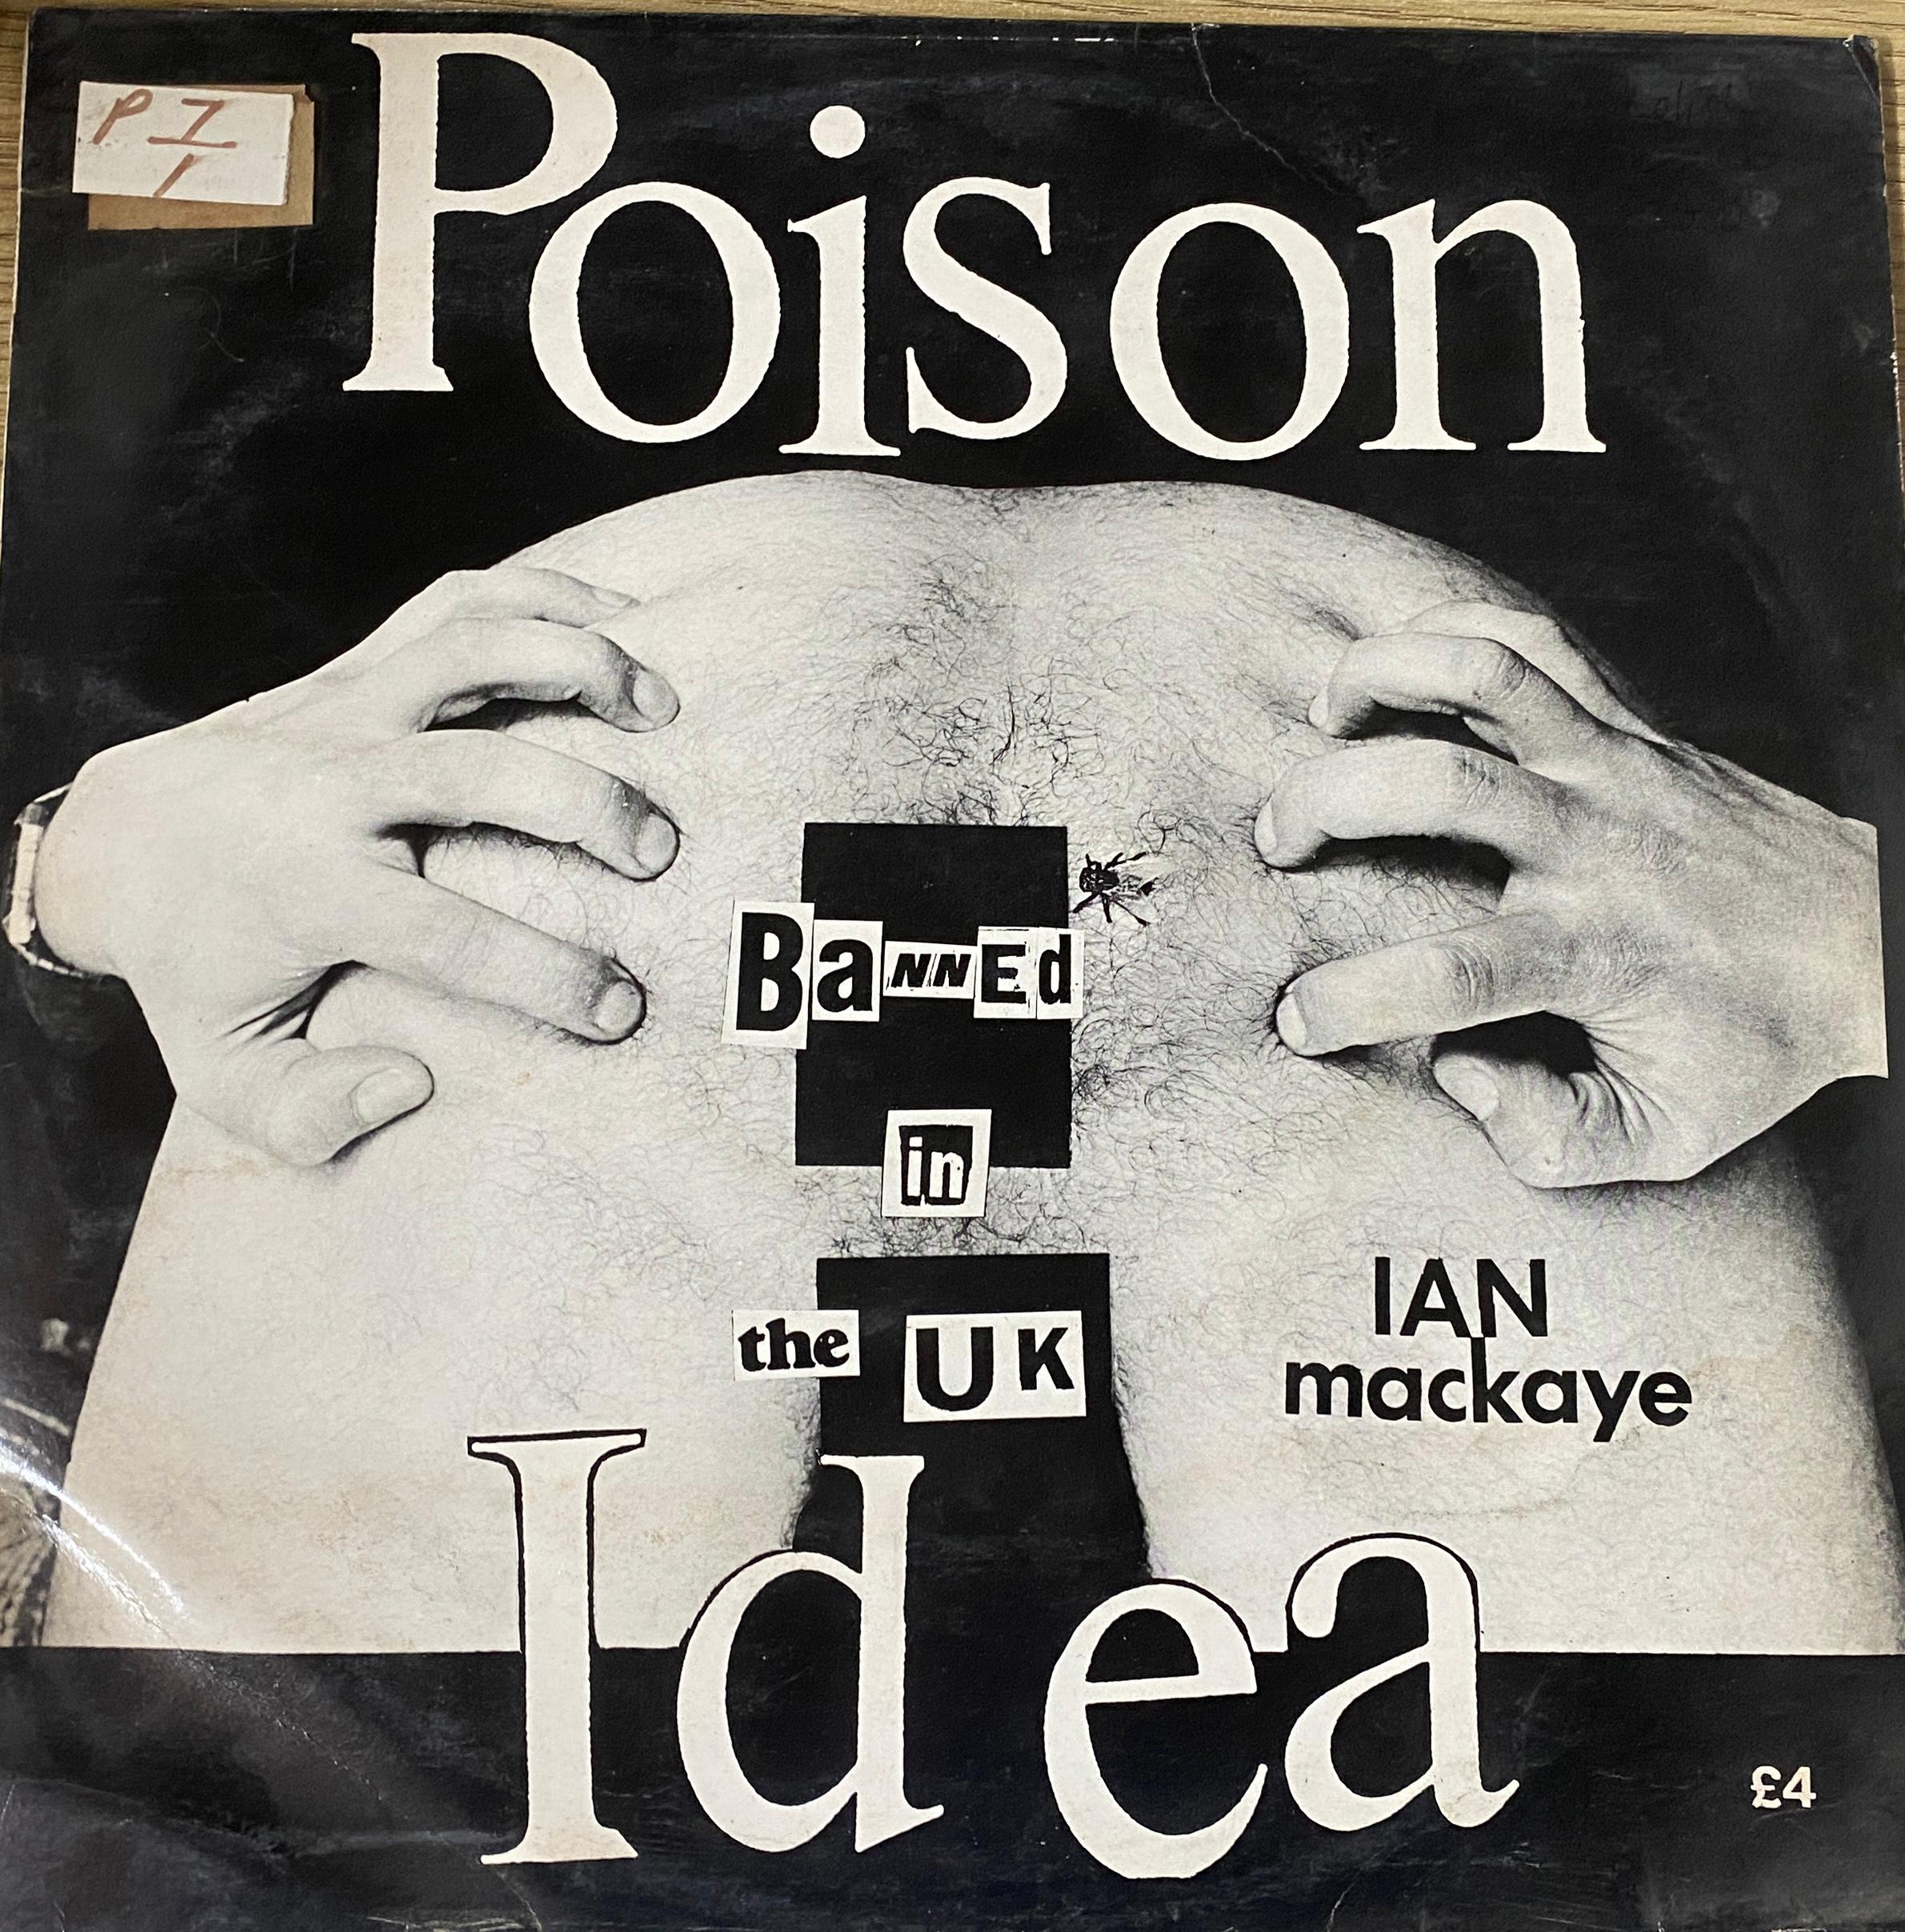 Poison
P I
1
BaNNEd
in
the UK
IAN
mackaye
Idea
£4